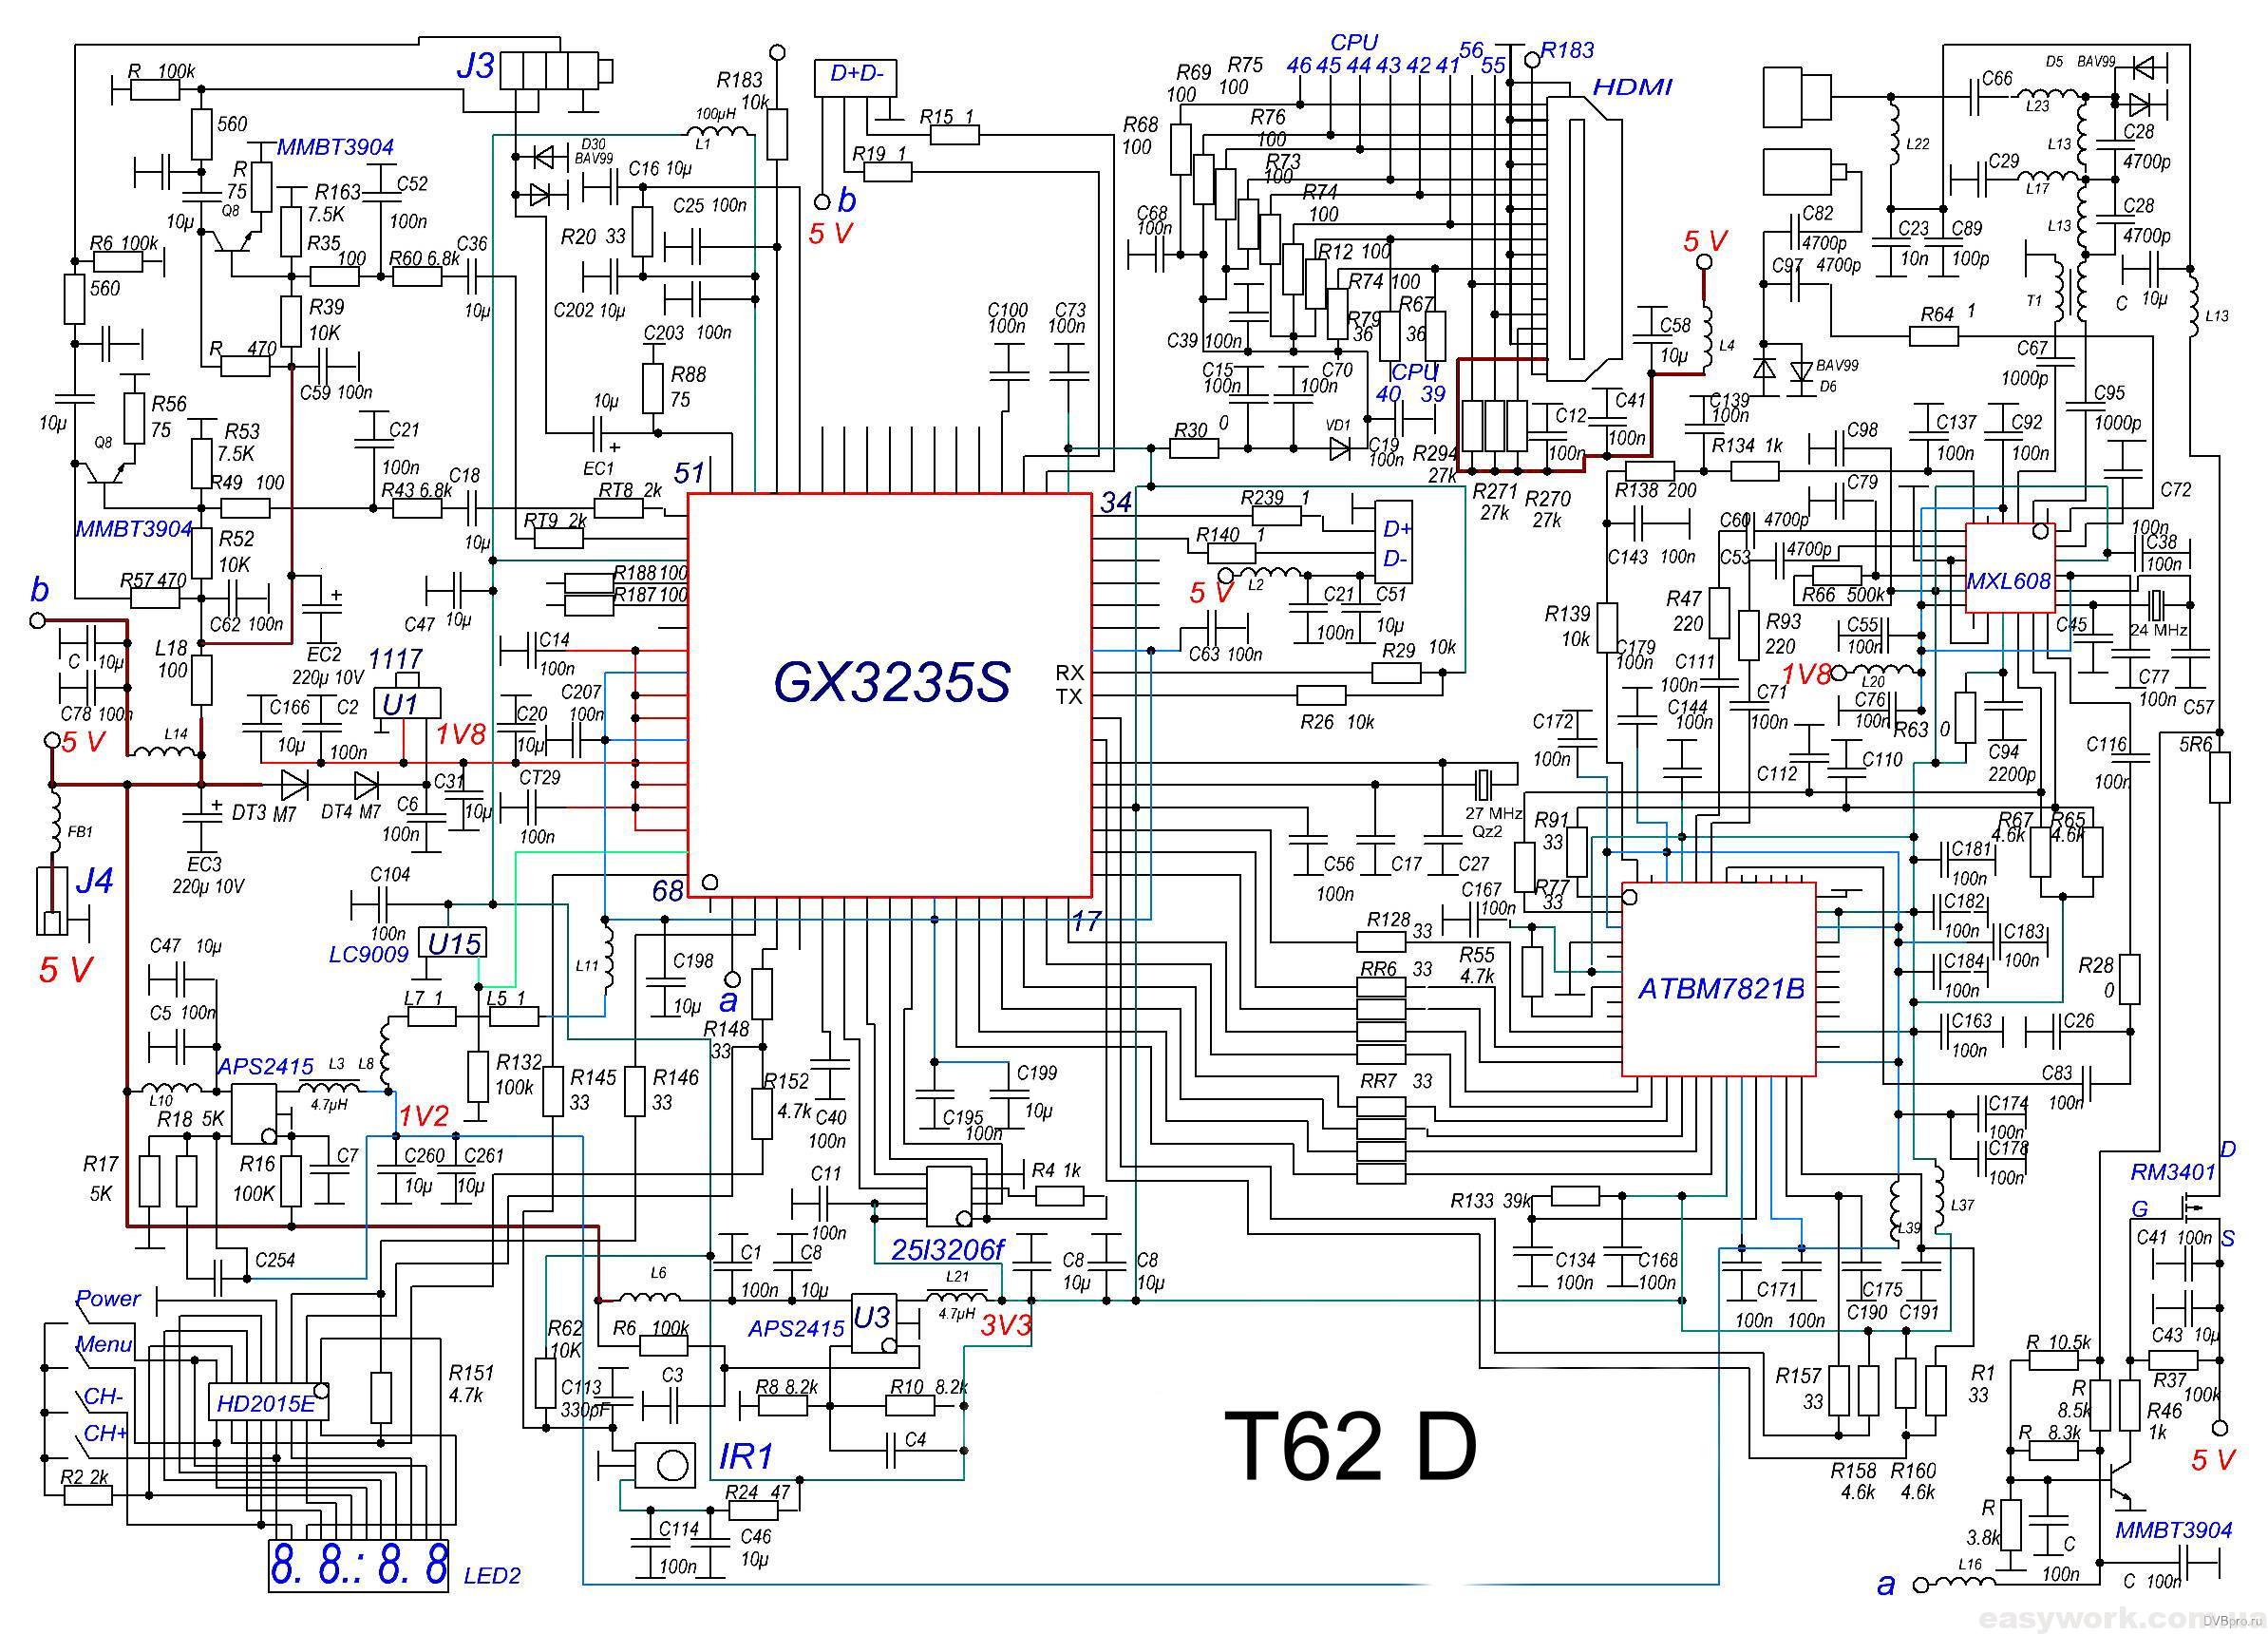 J3
R 100k
560
R
75
Q8
10µ
MMBT3904
R163
7.5K
C52
100n
R6 100k
560
R35
100
R60 6.8k
C36
10µ
R39
10K
R 470
C59 100n
10µ
R56
75
Q8
R53
7.5K
C21
100n
R49 100
R43 6.8k
C18
10µ
MMBT3904
R52
10K
R57 470
C62 100n
RT8 2k
RT9 2k
D30
BAV99
R183
10k
100µH
L1
C16 10µ
C25 100n
R20 33
C202 10µ
C203 100n
R88
75
10µ
EC1
D+D-
R15 1
R19 1
b
5 V
C100
100n
C73
100n
CPU
46 45 44 43 42 41
56
55
R183
HDMI
R69
100
R75
100
R68
100
R76
100
R73
100
R74
100
R12 100
R74 100
C68
100n
C39 100n
R79
36
R67
36
C15
100n
C70
100n
CPU
40 39
R30 0
VD1
C19
100n
R294
27k
R271
27k
R270
27k
C12
100n
C41
100n
C58
10µ
5 V
L4
C139
100n
R134 1k
R138 200
C143 100n
R139
10k
C66
L23
D5 BAV99
L22
L13
C28
4700p
C29
L17
L13
C28
4700p
C82
4700p
C97 4700p
C23
10n
C89
100p
T1
C 10µ
L13
R64 1
BAV99
D6
C67
1000p
C95
1000p
C98
C137
100n
C92
100n
C79
C72
C60 4700p
C53 4700p
100n
C38
100n
MXL608
R66 500k
R47
220
R93
220
C55
100n
C45
24 MHz
1V8
L20
C76
100n
R63 0
C94
2200p
C77
100n
C57
C116
100n
5R6
C179
100n
C111
100n
C71
100n
C144
100n
C172
100n
C112
C110
51
34
68
17
GX3235S
RX
TX
R239 1
R140 1
D+
D-
5 V
L2
C21
100n
C51
10µ
C63 100n
R29 10k
R26 10k
27 MHz
Qz2
C56
100n
C17
C27
R188 100
R187 100
C47 10µ
C14
100n
C207
100n
C20
10µ
CT29
100n
b
C 10µ
C78 100n
L18
100
L14
EC2
220µ 10V
1117
U1
1V8
C166
10µ
C2
100n
5 V
DT3 M7
DT4 M7
C6
100n
C31
10µ
FB1
EC3
220µ 10V
J4
5 V
C104
100n
LC9009
U15
L11
C198
10µ
a
C47 10µ
C5 100n
L7 1
L5 1
APS2415
L3
L8
4.7µH
L10
R18 5K
1V2
R132
100k
R145
33
R146
33
R148
33
R152
4.7k
C40
100n
C195
100n
C199
10µ
R17
5K
R16
100K
C7
C260
10µ
C261
10µ
C254
C11
100n
R4 1k
25I3206f
C1
100n
C8
10µ
C8
10µ
C8
10µ
L6
U3
APS2415
L21
4.7µH
3V3
R6 100k
R62
10K
C113
330pF
C3
R8 8.2k
R10 8.2k
C4
IR1
R24 47
C114
100n
C46
10µ
Power
Menu
CH-
CH+
R2 2k
HD2015E
R151
4.7k
8. 8.: 8. 8
LED2
R91
33
R77
33
C167
100n
R55
4.7k
R128
33
RR6 33
RR7 33
ATBM7821B
R67
4.6k
R65
4.6k
C181
100n
C182
100n
C183
100n
C184
100n
C163
100n
C26
R28
0
C83
100n
C174
100n
C178
100n
R133 39k
C134
100n
C168
100n
C171
100n
100n
C175
C190
C191
L39
L37
R157
33
R1
33
R158
4.6k
R160
4.6k
RM3401
D
G
S
C41 100n
C43 10µ
R 10.5k
R37
100k
R
8.5k
R46
1k
R 8.3k
R
3.8k
C
100n
5 V
MMBT3904
L16
a
C 100n
T62 D
easywork.com.ua
DVBpro.ru